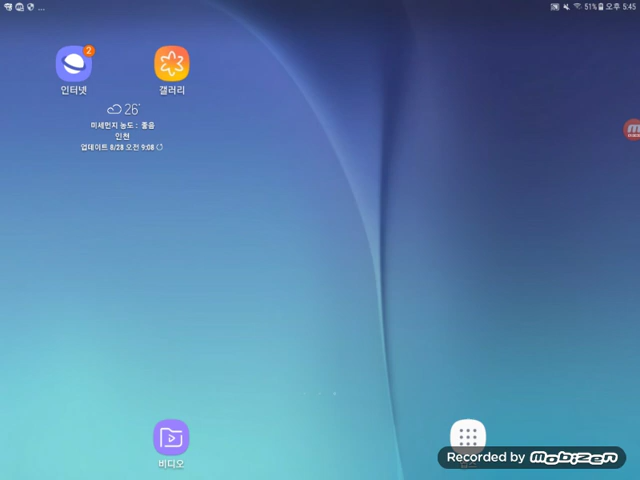 ... 51% 오후 5:45
2
인터넷 갤러리
26°
미세먼지 농도 : 좋음
인천
업데이트 8/28 오전 9:08
비디오
Recorded by mobizen